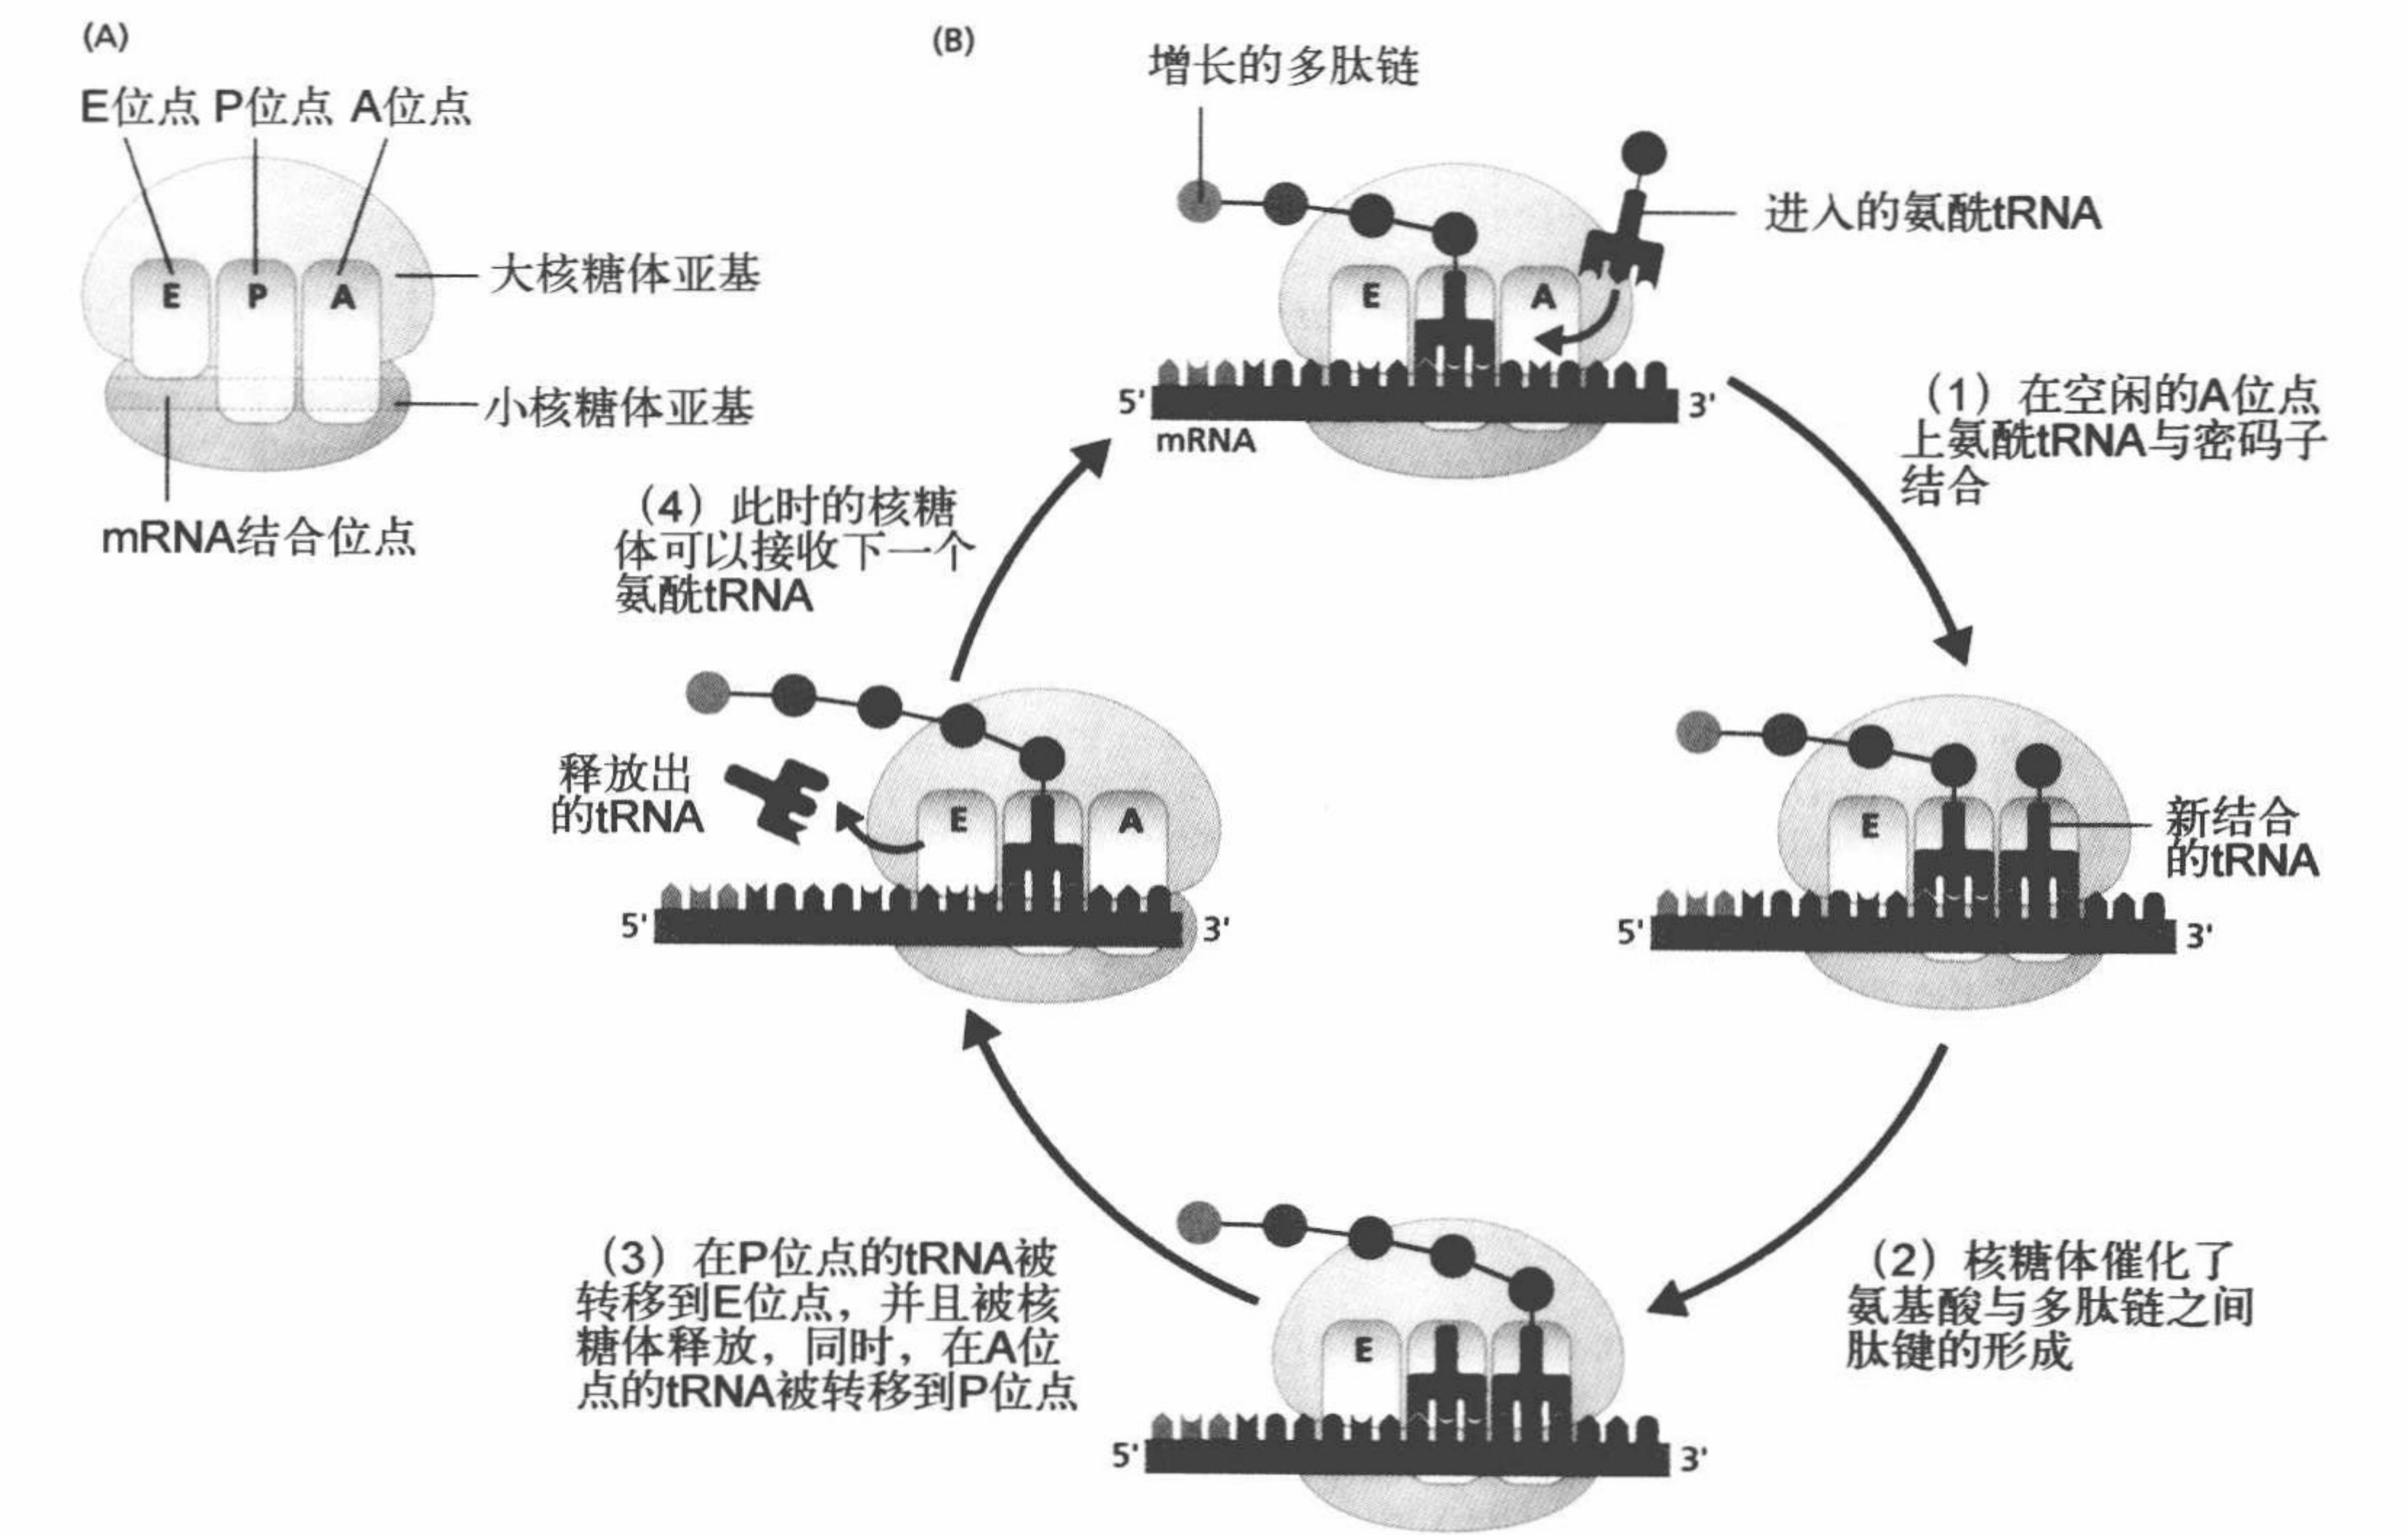 (A)
E位点 P位点 A位点
E P A
大核糖体亚基
小核糖体亚基
mRNA结合位点
(B)
增长的多肽链
进入的氨酰tRNA
E A
5' 3'
mRNA
（1）在空闲的A位点
上氨酰tRNA与密码子
结合
E
新结合
的tRNA
5' 3'
（2）核糖体催化了
氨基酸与多肽链之间
肽键的形成
E
5' 3'
（3）在P位点的tRNA被
转移到E位点，并且被核
糖体释放，同时，在A位
点的tRNA被转移到P位点
释放出
的tRNA
E A
5' 3'
（4）此时的核糖
体可以接收下一个
氨酰tRNA